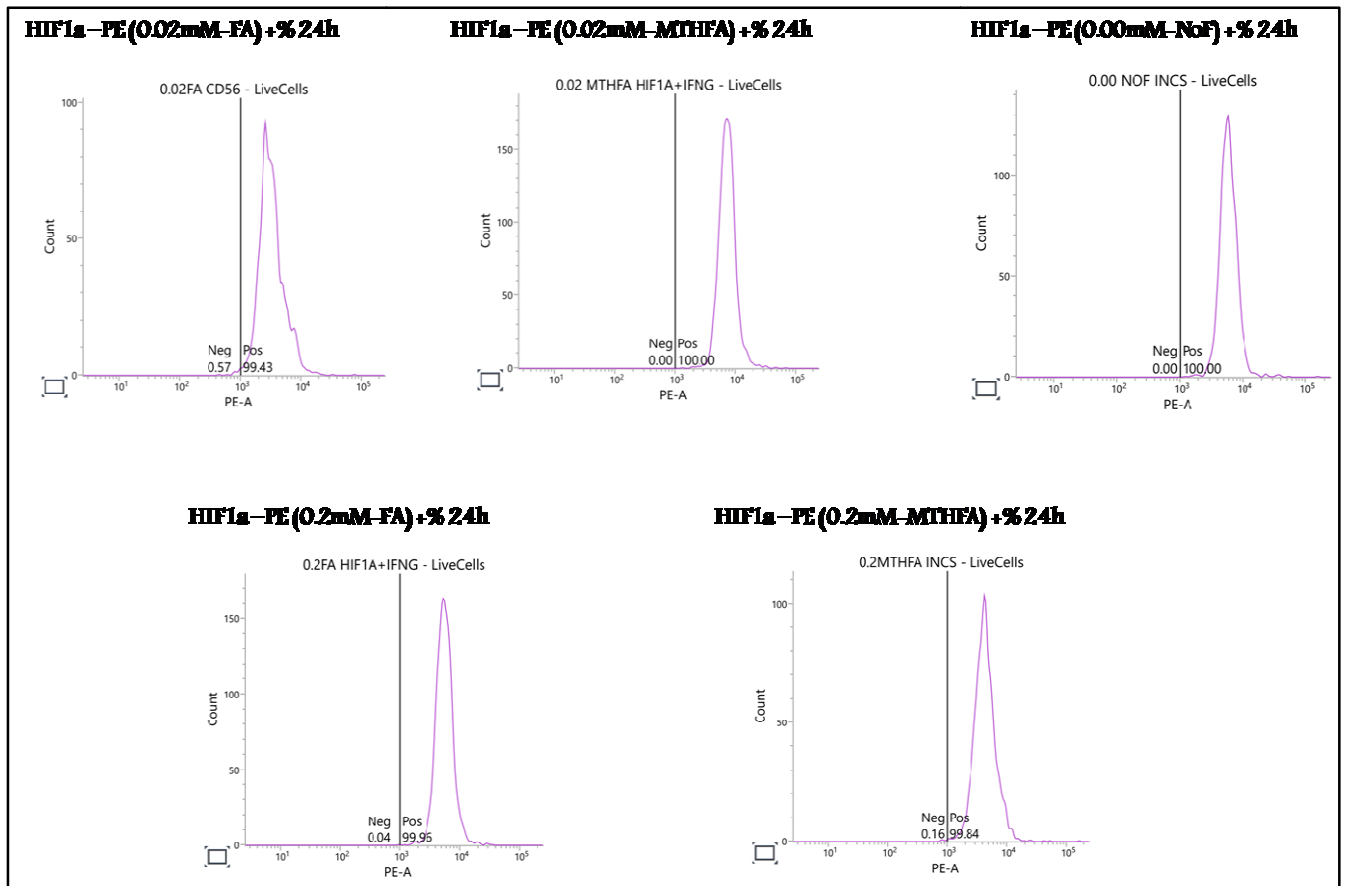 HIF1a-PE (0.02mM-FA) +% 24h
HIF1a-PE (0.02mM-MTHFA) +% 24h
HIF1a-PE (0.00mM-NoF) +% 24h
0.02FA CD56 - LiveCells
100
50
0
Count
Neg Pos
0.57 99.43
10¹ 10² 10³ 10⁴ 10⁵
PE-A
0.02 MTHFA HIF1A+IFNG - LiveCells
150
100
50
0
Count
Neg Pos
0.00 100.00
10¹ 10² 10³ 10⁴ 10⁵
PE-A
0.00 NOF INCS - LiveCells
100
50
0
Count
Neg Pos
0.00 100.00
10¹ 10² 10³ 10⁴ 10⁵
PE-A
HIF1a-PE (0.2mM-FA) +% 24h
HIF1a-PE (0.2mM-MTHFA) +% 24h
0.2FA HIF1A+IFNG - LiveCells
150
100
50
0
Count
Neg Pos
0.04 99.96
10¹ 10² 10³ 10⁴ 10⁵
PE-A
0.2MTHFA INCS - LiveCells
100
50
0
Count
Neg Pos
0.16 99.84
10¹ 10² 10³ 10⁴ 10⁵
PE-A